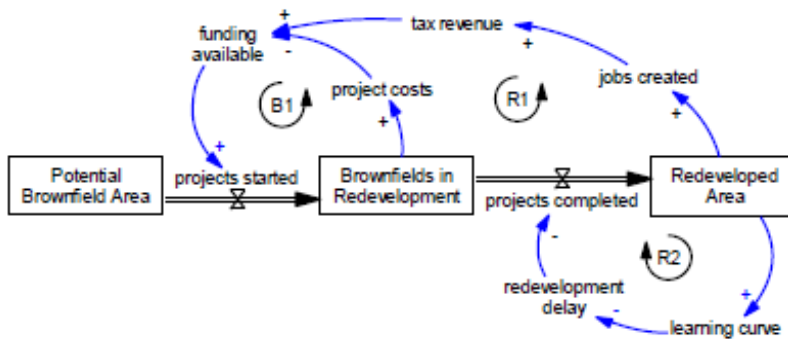 +
tax revenue
funding
available
-
+
jobs created
B1
project costs
R1
+
+
+
Potential
Brownfield Area
projects started
Brownfields in
Redevelopment
projects completed
Redeveloped
Area
-
R2
redevelopment
delay
+
-
learning curve